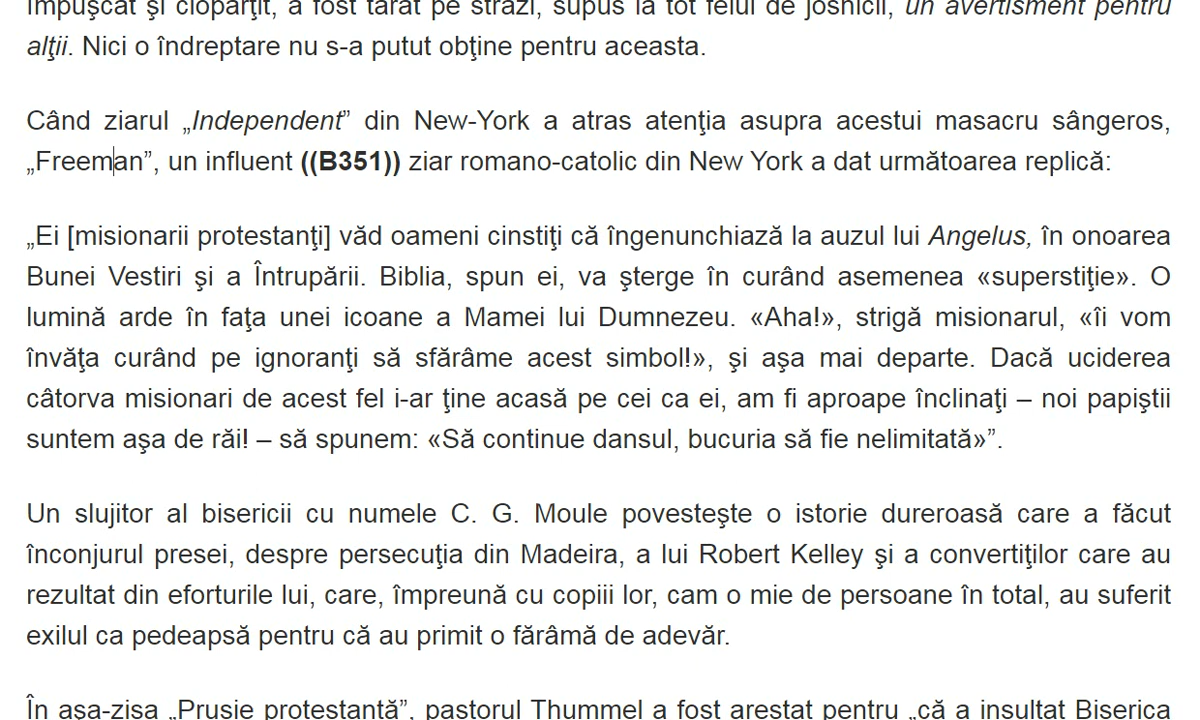 împuşcat şi ciopârţit, a fost târât pe străzi, supus la tot felul de josnicii, un avertisment pentru
alţii. Nici o îndreptare nu s-a putut obţine pentru aceasta.
Când ziarul „Independent” din New-York a atras atenţia asupra acestui masacru sângeros,
„Freeman”, un influent ((B351)) ziar romano-catolic din New York a dat următoarea replică:
„Ei [misionarii protestanţi] văd oameni cinstiţi că îngenunchiază la auzul lui Angelus, în onoarea
Bunei Vestiri şi a Întrupării. Biblia, spun ei, va şterge în curând asemenea «superstiţie». O
lumină arde în faţa unei icoane a Mamei lui Dumnezeu. «Aha!», strigă misionarul, «îi vom
învăţa curând pe ignoranţi să sfărâme acest simbol!», şi aşa mai departe. Dacă uciderea
câtorva misionari de acest fel i-ar ţine acasă pe cei ca ei, am fi aproape înclinaţi – noi papiştii
suntem aşa de răi! – să spunem: «Să continue dansul, bucuria să fie nelimitată»”.
Un slujitor al bisericii cu numele C. G. Moule povesteşte o istorie dureroasă care a făcut
înconjurul presei, despre persecuţia din Madeira, a lui Robert Kelley şi a convertiţilor care au
rezultat din eforturile lui, care, împreună cu copiii lor, cam o mie de persoane în total, au suferit
exilul ca pedeapsă pentru că au primit o fărâmă de adevăr.
În aşa-zisa „Prusie protestantă”, pastorul Thummel a fost arestat pentru „că a insultat Biserica